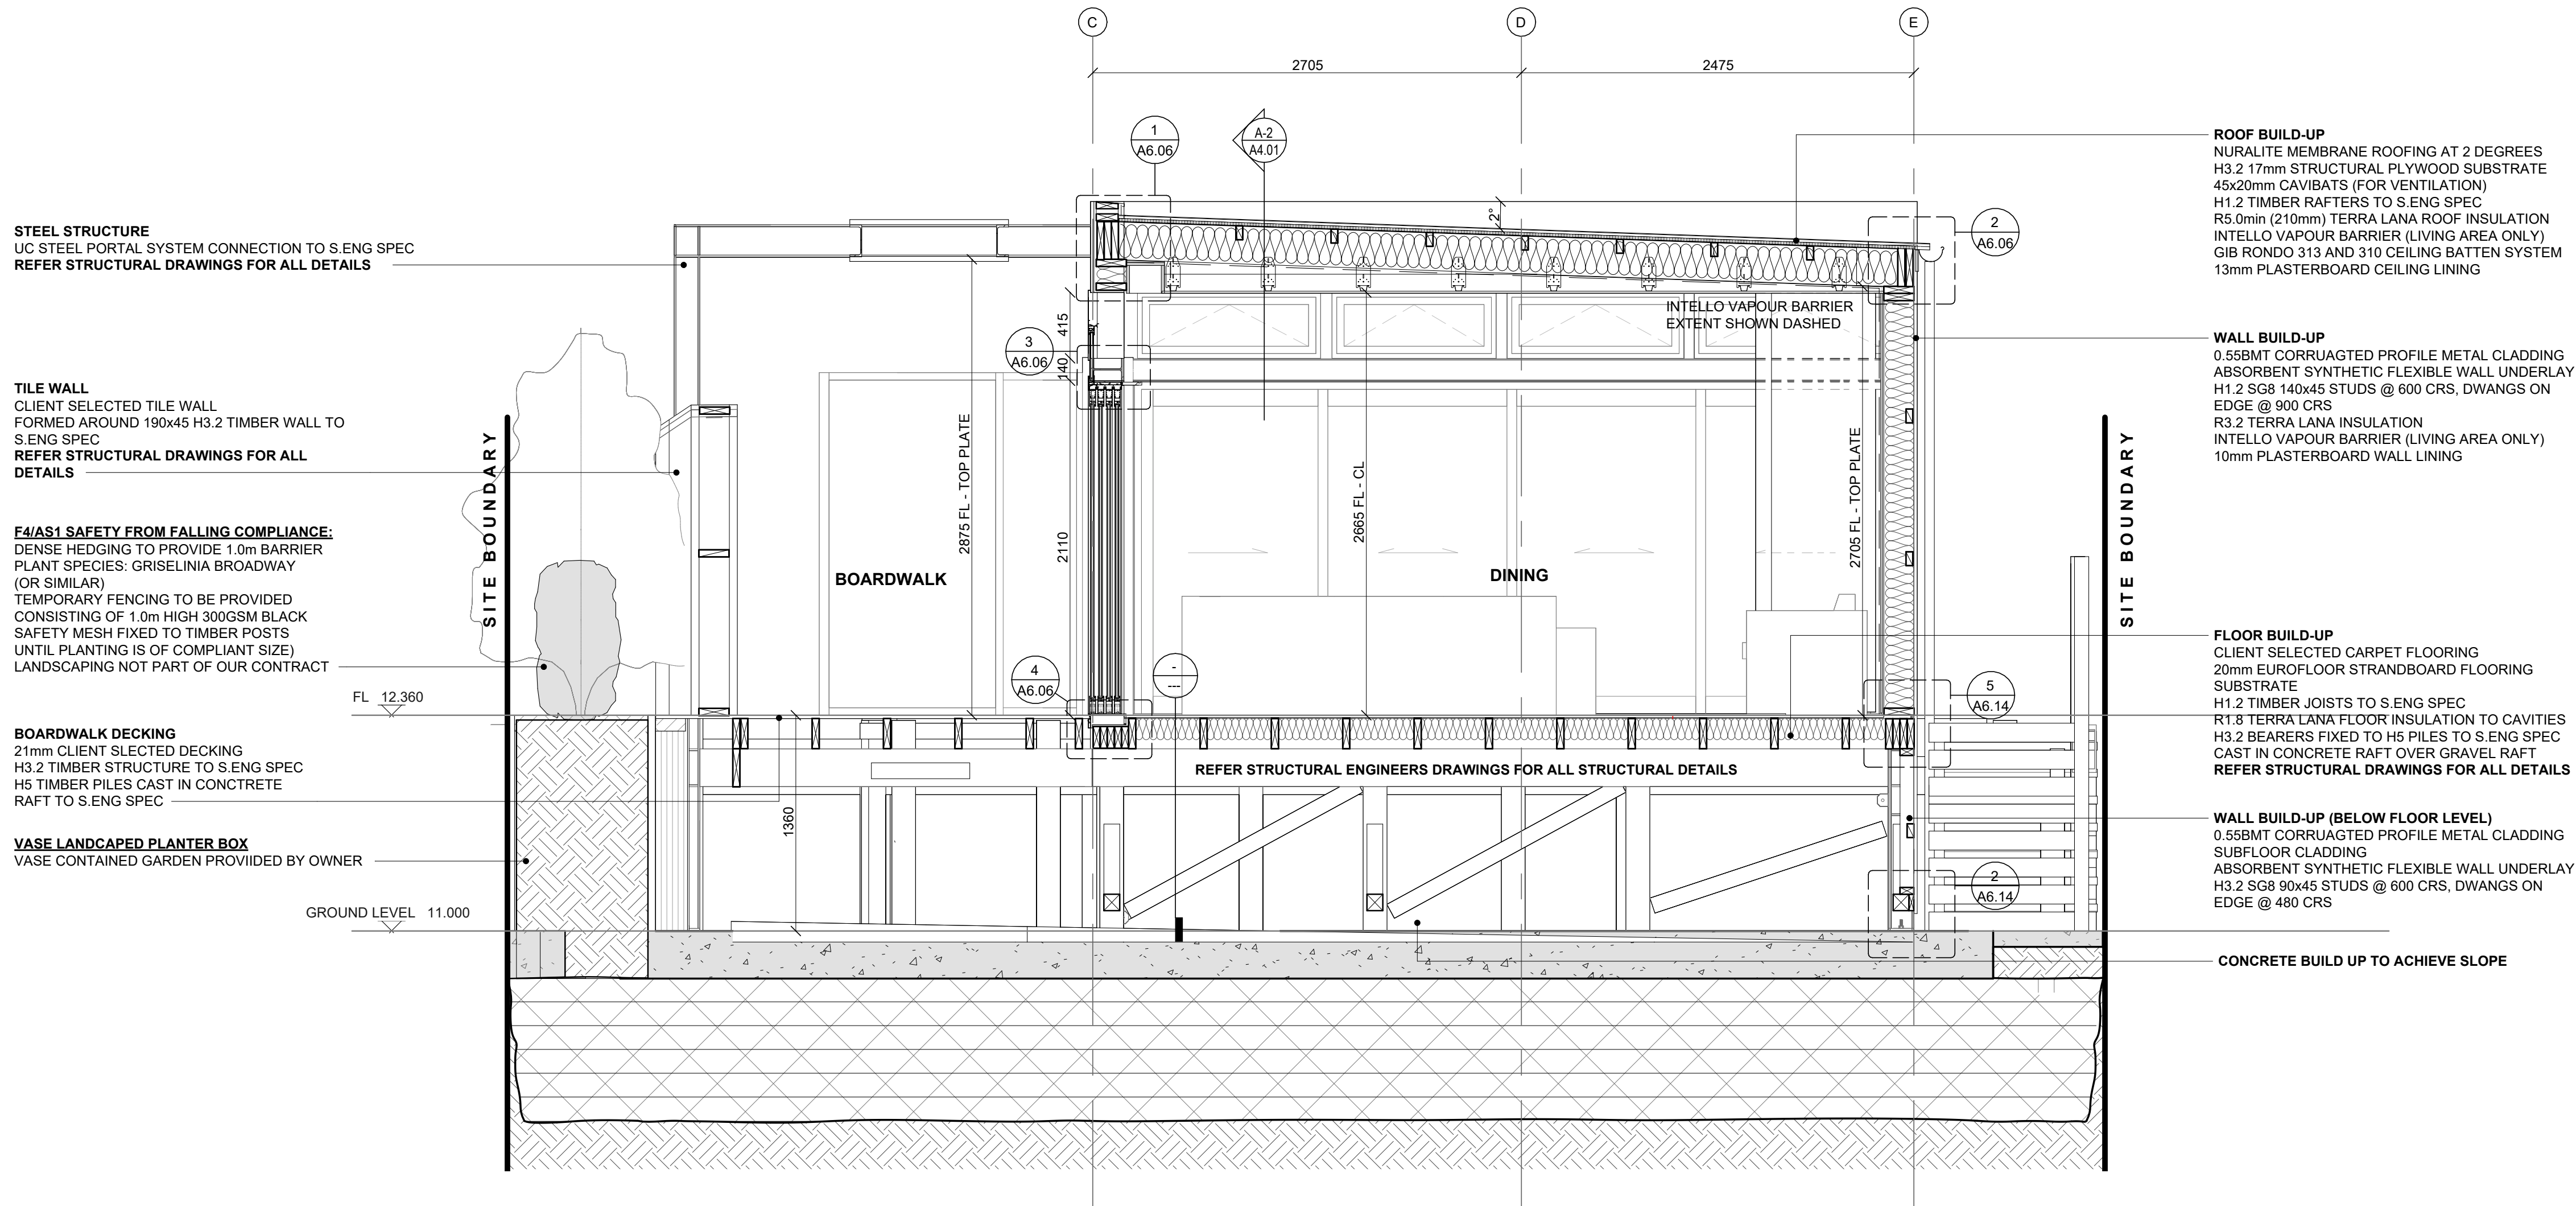 C
D
E
2705
2475
1
A6.06
A-2
A4.01
2°
2
A6.06
STEEL STRUCTURE
UC STEEL PORTAL SYSTEM CONNECTION TO S.ENG SPEC
REFER STRUCTURAL DRAWINGS FOR ALL DETAILS
TILE WALL
CLIENT SELECTED TILE WALL
FORMED AROUND 190x45 H3.2 TIMBER WALL TO
S.ENG SPEC
REFER STRUCTURAL DRAWINGS FOR ALL
DETAILS
F4/AS1 SAFETY FROM FALLING COMPLIANCE:
DENSE HEDGING TO PROVIDE 1.0m BARRIER
PLANT SPECIES: GRISELINIA BROADWAY
(OR SIMILAR)
TEMPORARY FENCING TO BE PROVIDED
CONSISTING OF 1.0m HIGH 300GSM BLACK
SAFETY MESH FIXED TO TIMBER POSTS
UNTIL PLANTING IS OF COMPLIANT SIZE)
LANDSCAPING NOT PART OF OUR CONTRACT
FL 12.360
BOARDWALK DECKING
21mm CLIENT SLECTED DECKING
H3.2 TIMBER STRUCTURE TO S.ENG SPEC
H5 TIMBER PILES CAST IN CONCTRETE
RAFT TO S.ENG SPEC
VASE LANDCAPED PLANTER BOX
VASE CONTAINED GARDEN PROVIIDED BY OWNER
GROUND LEVEL 11.000
SITE BOUNDARY
BOARDWALK
2875 FL - TOP PLATE
415
140
2110
3
A6.06
4
A6.06
-
---
1360
INTELLO VAPOUR BARRIER
EXTENT SHOWN DASHED
2665 FL - CL
DINING
2705 FL - TOP PLATE
REFER STRUCTURAL ENGINEERS DRAWINGS FOR ALL STRUCTURAL DETAILS
5
A6.14
2
A6.14
SITE BOUNDARY
ROOF BUILD-UP
NURALITE MEMBRANE ROOFING AT 2 DEGREES
H3.2 17mm STRUCTURAL PLYWOOD SUBSTRATE
45x20mm CAVIBATS (FOR VENTILATION)
H1.2 TIMBER RAFTERS TO S.ENG SPEC
R5.0min (210mm) TERRA LANA ROOF INSULATION
INTELLO VAPOUR BARRIER (LIVING AREA ONLY)
GIB RONDO 313 AND 310 CEILING BATTEN SYSTEM
13mm PLASTERBOARD CEILING LINING
WALL BUILD-UP
0.55BMT CORRUAGTED PROFILE METAL CLADDING
ABSORBENT SYNTHETIC FLEXIBLE WALL UNDERLAY
H1.2 SG8 140x45 STUDS @ 600 CRS, DWANGS ON
EDGE @ 900 CRS
R3.2 TERRA LANA INSULATION
INTELLO VAPOUR BARRIER (LIVING AREA ONLY)
10mm PLASTERBOARD WALL LINING
FLOOR BUILD-UP
CLIENT SELECTED CARPET FLOORING
20mm EUROFLOOR STRANDBOARD FLOORING
SUBSTRATE
H1.2 TIMBER JOISTS TO S.ENG SPEC
R1.8 TERRA LANA FLOOR INSULATION TO CAVITIES
H3.2 BEARERS FIXED TO H5 PILES TO S.ENG SPEC
CAST IN CONCRETE RAFT OVER GRAVEL RAFT
REFER STRUCTURAL DRAWINGS FOR ALL DETAILS
WALL BUILD-UP (BELOW FLOOR LEVEL)
0.55BMT CORRUAGTED PROFILE METAL CLADDING
SUBFLOOR CLADDING
ABSORBENT SYNTHETIC FLEXIBLE WALL UNDERLAY
H3.2 SG8 90x45 STUDS @ 600 CRS, DWANGS ON
EDGE @ 480 CRS
CONCRETE BUILD UP TO ACHIEVE SLOPE